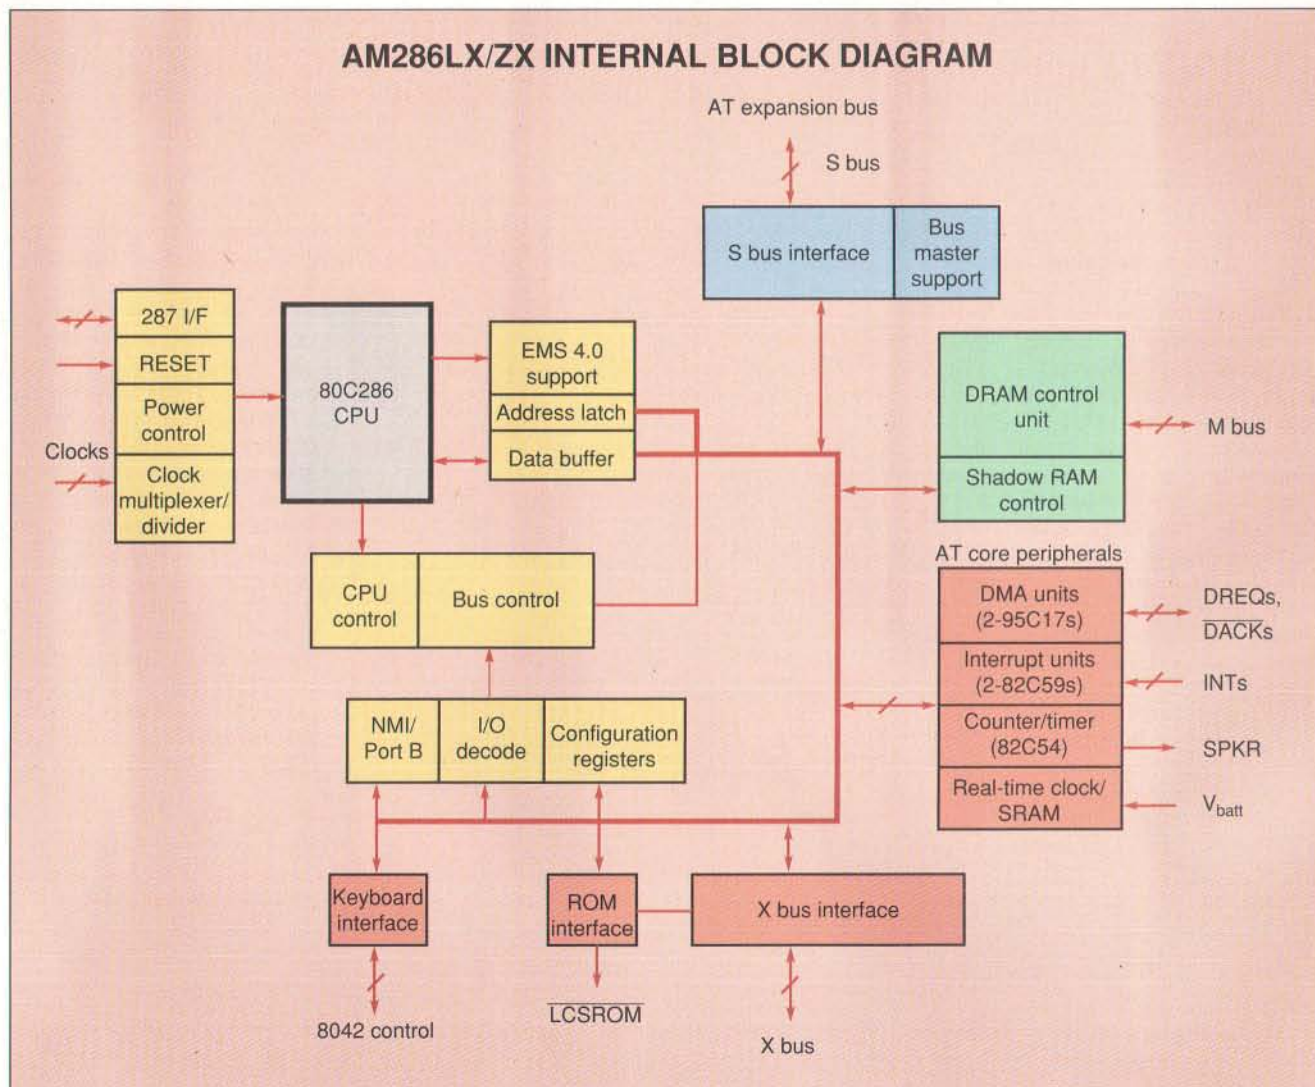 AM286LX/ZX INTERNAL BLOCK DIAGRAM
AT expansion bus
S bus
S bus interface
Bus
master
support
287 I/F
RESET
Power
control
Clocks
Clock
multiplexer/
divider
80C286
CPU
EMS 4.0
support
Address latch
Data buffer
DRAM control
unit
Shadow RAM
control
M bus
CPU
control
Bus control
AT core peripherals
DMA units
(2-95C17s)
DREQs,
DACKs
Interrupt units
(2-82C59s)
INTs
Counter/timer
(82C54)
SPKR
Real-time clock/
SRAM
Vbatt
NMI/
Port B
I/O
decode
Configuration
registers
Keyboard
interface
ROM
interface
X bus interface
8042 control
LCSROM
X bus